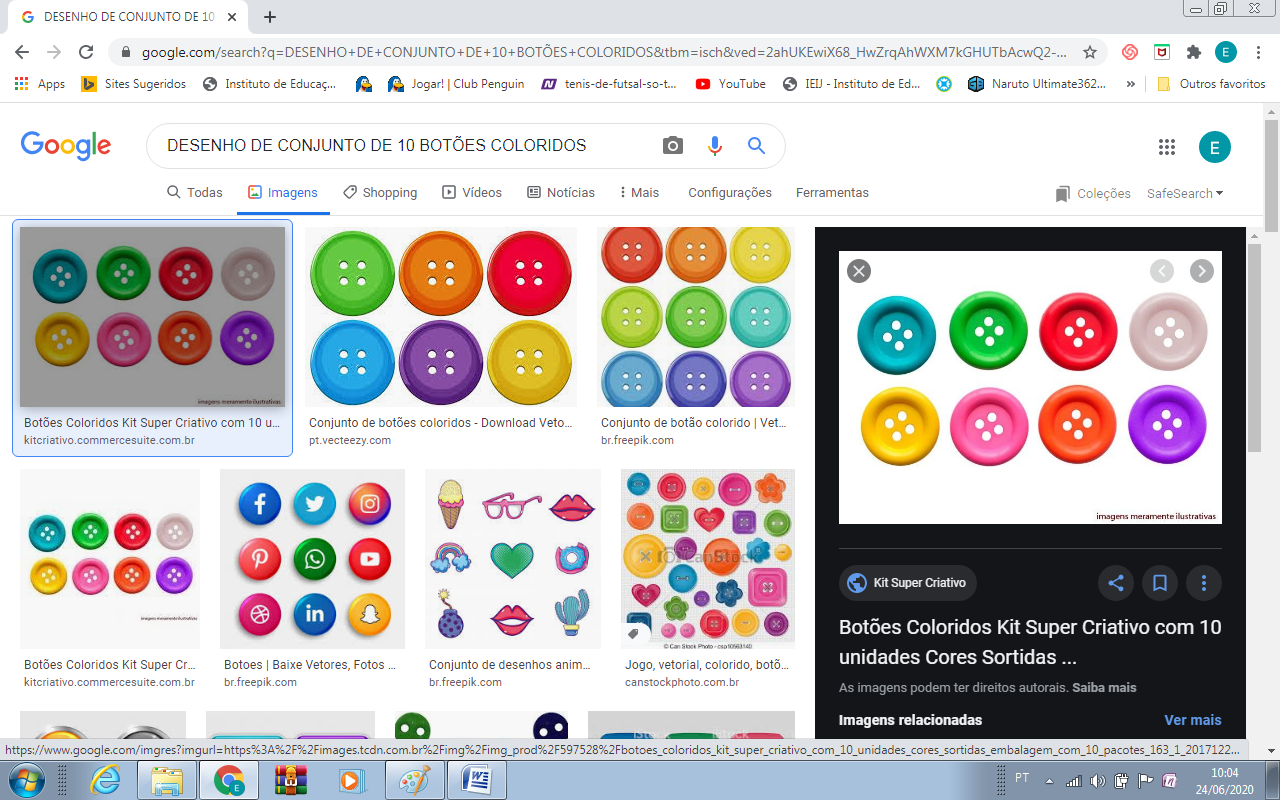 DESENHO DE CONJUNTO DE 10
google.com/search?q=DESENHO+DE+CONJUNTO+DE+10+BOTÕES+COLORIDOS&tbm=isch&ved=2ahUKEwiX68_HwZrqAhWXM7kGHUTbAcwQ2-...
E
Apps
Sites Sugeridos
Instituto de Educaç...
Jogar! | Club Penguin
tenis-de-futsal-so-t...
YouTube
IEIJ - Instituto de Ed...
Naruto Ultimate362...
»
Outros favoritos
Google
DESENHO DE CONJUNTO DE 10 BOTÕES COLORIDOS
E
Todas
Imagens
Shopping
Vídeos
Notícias
Mais
Configurações
Ferramentas
Coleções
SafeSearch
imagens meramente ilustrativas
Botões Coloridos Kit Super Criativo com 10 u...
kitcriativo.commercesuite.com.br
Conjunto de botões coloridos - Download Veto...
pt.vecteezy.com
Conjunto de botão colorido | Vet...
br.freepik.com
imagens meramente ilustrativas
Kit Super Criativo
Botões Coloridos Kit Super Criativo com 10
unidades Cores Sortidas ...
As imagens podem ter direitos autorais. Saiba mais
Imagens relacionadas
Ver mais
CanStock
© Can Stock Photo - csp10563140
Botões Coloridos Kit Super Cr...
kitcriativo.commercesuite.com.br
Botoes | Baixe Vetores, Fotos ...
br.freepik.com
Conjunto de desenhos anim...
br.freepik.com
Jogo, vetorial, colorido, botõ...
canstockphoto.com.br
https://www.google.com/imgres?imgurl=https%3A%2F%2Fimages.tcdn.com.br%2Fimg%2Fimg_prod%2F597528%2Fbotoes_coloridos_kit_super_criativo_com_10_unidades_cores_sortidas_embalagem_com_10_pacotes_163_1_2017122...
PT
10:04
24/06/2020